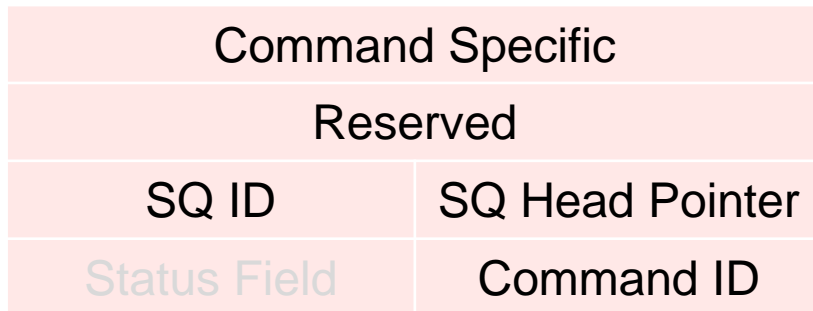 Command Specific
Reserved
SQ ID SQ Head Pointer
Status Field Command ID